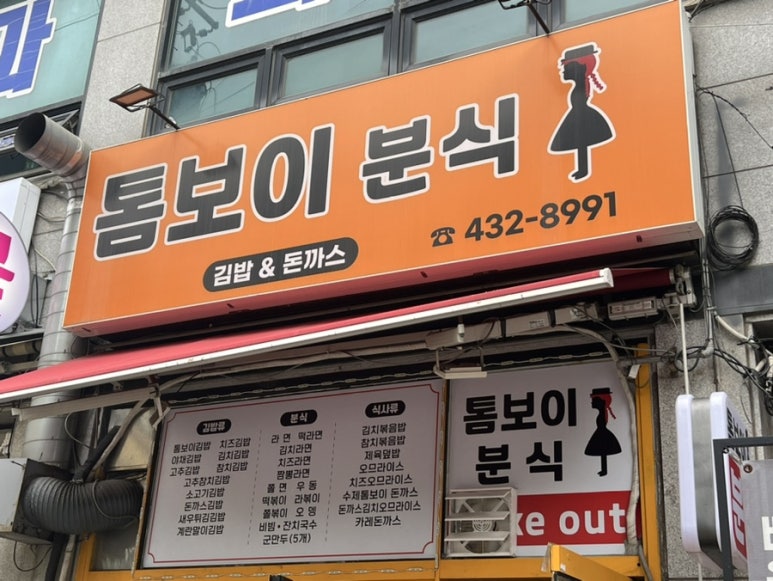 과
톰보이 분식
김밥 & 돈까스
☎ 432-8991
김밥류
톰보이김밥 치즈김밥
야채김밥 김치김밥
고추김밥 참치김밥
고추참치김밥
소고기김밥
돈까스김밥
새우튀김김밥
계란말이김밥
분식
라면 떡라면
김치라면
치즈라면
짬뽕라면
쫄면 우동
떡볶이 라볶이
쫄볶이 오뎅
비빔•잔치국수
군만두(5개)
식사류
김치볶음밥
참치볶음밥
제육덮밥
오므라이스
치즈오므라이스
수제톰보이 돈까스
돈까스김치오므라이스
카레돈까스
톰보이
분식
ke out